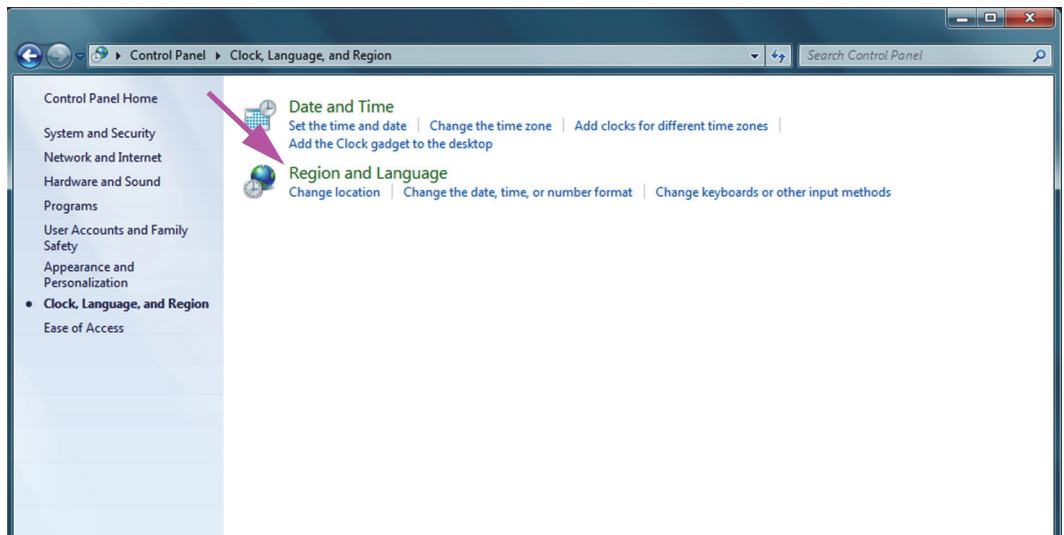 Control Panel Clock, Language, and Region
Search Control Panel
Control Panel Home
System and Security
Network and Internet
Hardware and Sound
Programs
User Accounts and Family
Safety
Appearance and
Personalization
Clock, Language, and Region
Ease of Access
Date and Time
Set the time and date Change the time zone Add clocks for different time zones
Add the Clock gadget to the desktop
Region and Language
Change location Change the date, time, or number format Change keyboards or other input methods